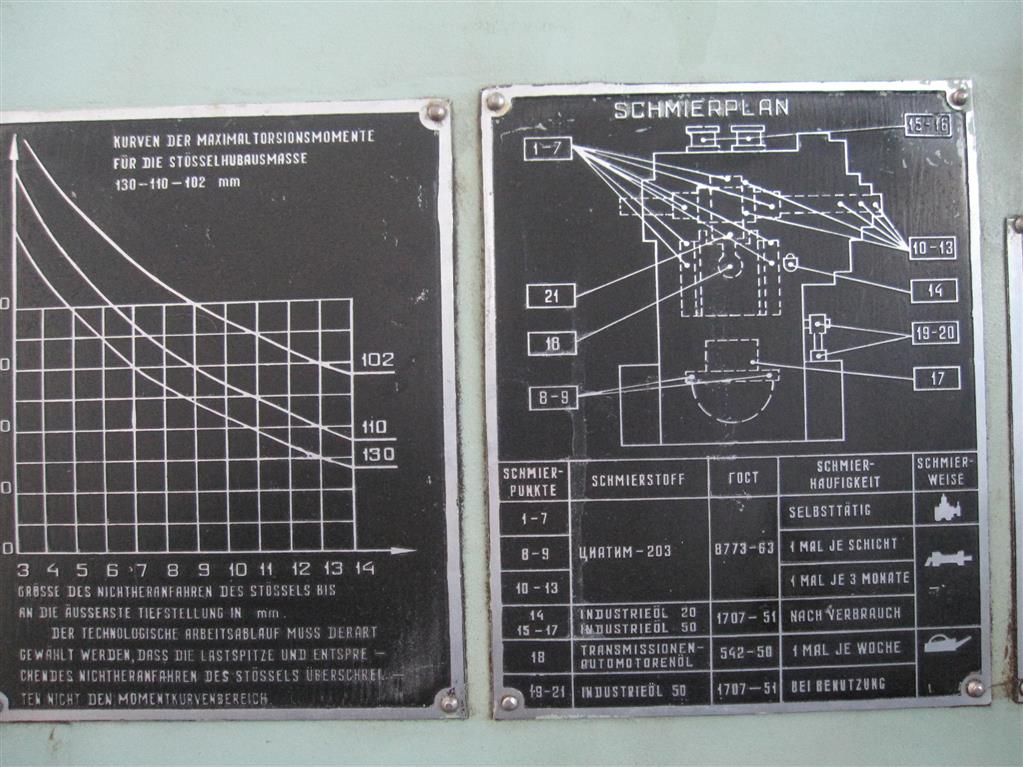 KURVEN DER MAXIMALTORSIONSMOMENTE
FÜR DIE STÖSSELHUBAUSMASSE
130-110-102 mm
0
0
0
0
0
102
110
130
3 4 5 6 7 8 9 10 11 12 13 14
GRÖSSE DES NICHTHERANFAHREN DES STÖSSELS BIS
AN DIE ÄUSSERSTE TIEFSTELLUNG IN mm.
DER TECHNOLOGISCHE ARBEITSABLAUF MUSS DERART
GEWÄHLT WERDEN, DASS DIE LASTSPITZE UND ENTSPRE-
CHENDES NICHTHERANFAHREN DES STÖSSELS ÜBERSCHREI-
TEN NICHT DEN MOMENTKURVENBEREICH.
SCHMIERPLAN
1-7
15-16
10-13
21
14
18
19-20
8-9
17
SCHMIER-PUNKTE SCHMIERSTOFF ГОСТ SCHMIER-HAUFIGKEIT SCHMIER-WEISE
1-7 SELBSTTÄTIG
8-9 ЦИАТИМ-203 8773-63 1 MAL JE SCHICHT
10-13 1 MAL JE 3 MONATE
14 INDUSTRIEÖL 20 1707-51 NACH VERBRAUCH
15-17 INDUSTRIEÖL 50
18 TRANSMISSIONEN-AUTOMOTORENÖL 542-50 1 MAL JE WOCHE
19-21 INDUSTRIEÖL 50 1707-51 BEI BENUTZUNG